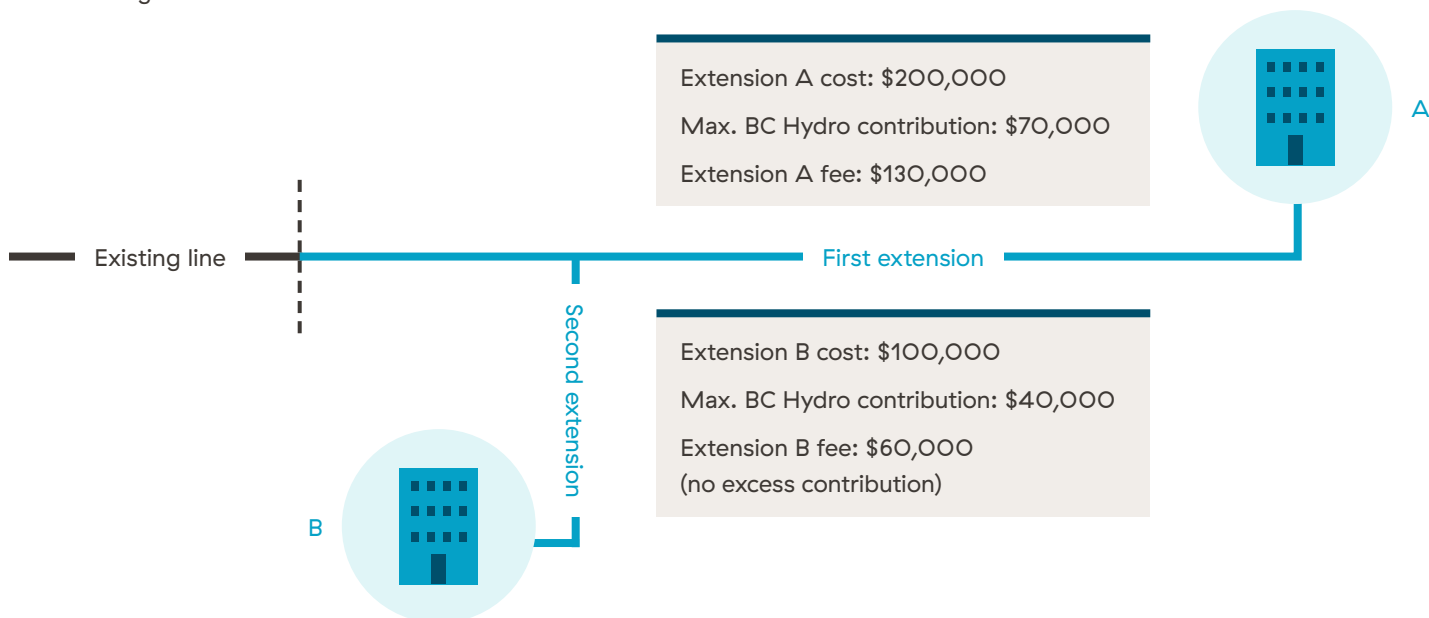 Extension A cost: $200,000
Max. BC Hydro contribution: $70,000
Extension A fee: $130,000
A
Existing line
First extension
Second extension
Extension B cost: $100,000
Max. BC Hydro contribution: $40,000
Extension B fee: $60,000
(no excess contribution)
B